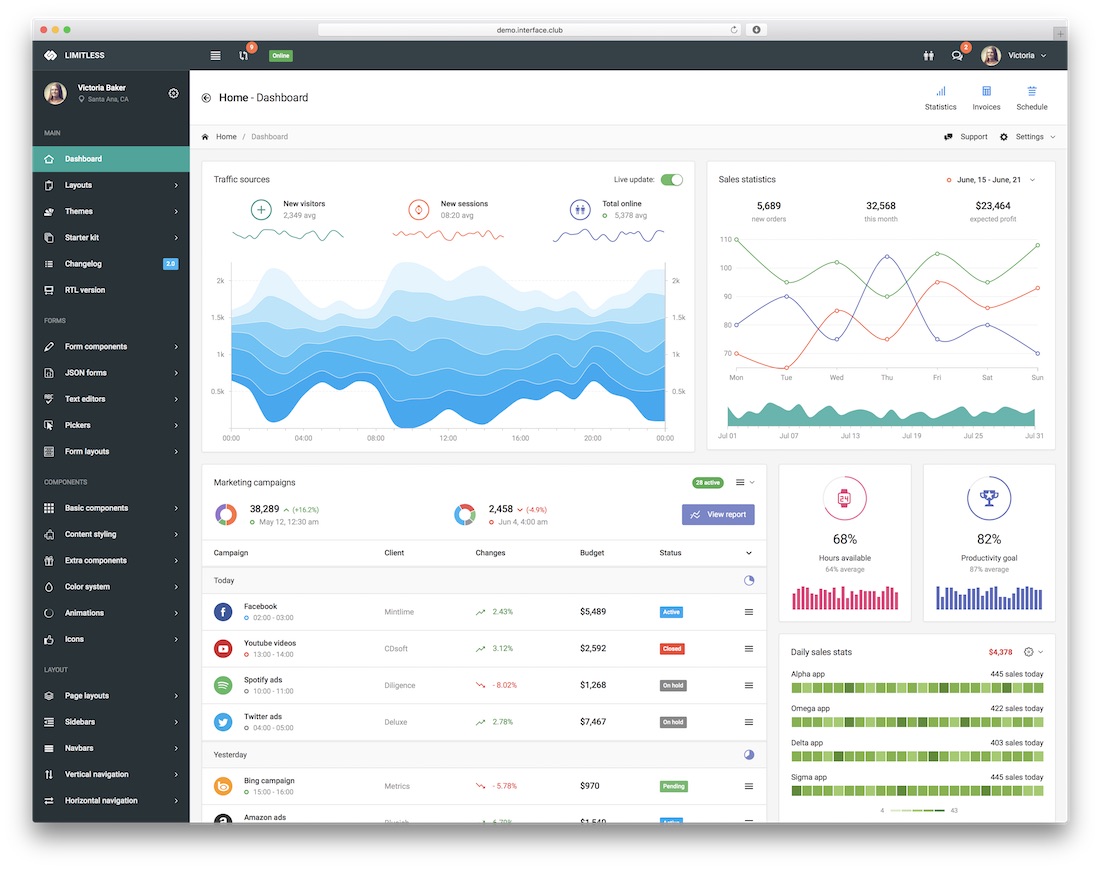 demo.interface.club
LIMITLESS
9
Online
2
Victoria
Victoria Baker
Santa Ana, CA
MAIN
Dashboard
Layouts
Themes
Starter kit
Changelog
2.0
RTL version
FORMS
Form components
JSON forms
Text editors
Pickers
Form layouts
COMPONENTS
Basic components
Content styling
Extra components
Color system
Animations
Icons
LAYOUT
Page layouts
Sidebars
Navbars
Vertical navigation
Horizontal navigation
Home - Dashboard
Statistics
Invoices
Schedule
Home / Dashboard
Support
Settings
Traffic sources
Live update:
New visitors
2,349 avg
New sessions
08:20 avg
Total online
5,378 avg
2k
1.5k
1k
0.5k
2k
1.5k
1k
0.5k
00:00 04:00 08:00 12:00 16:00 20:00 00:00
Sales statistics
June, 15 - June, 21
5,689
new orders
32,568
this month
$23,464
expected profit
110
100
90
80
70
Mon Tue Wed Thu Fri Sat Sun
Jul 01 Jul 07 Jul 13 Jul 19 Jul 25 Jul 31
Marketing campaigns
28 active
38,289 (+16.2%)
May 12, 12:30 am
2,458 (-4.9%)
Jun 4, 4:00 am
View report
Campaign Client Changes Budget Status
Today
Facebook
02:00 - 03:00
Mintlime 2.43% $5,489 Active
Youtube videos
13:00 - 14:00
CDsoft 3.12% $2,592 Closed
Spotify ads
10:00 - 11:00
Diligence - 8.02% $1,268 On hold
Twitter ads
04:00 - 05:00
Deluxe 2.78% $7,467 On hold
Yesterday
Bing campaign
15:00 - 16:00
Metrics - 5.78% $970 Pending
Amazon ads
24
68%
Hours available
64% average
82%
Productivity goal
87% average
Daily sales stats
$4,378
Alpha app 445 sales today
Omega app 422 sales today
Delta app 403 sales today
Sigma app 445 sales today
4 43